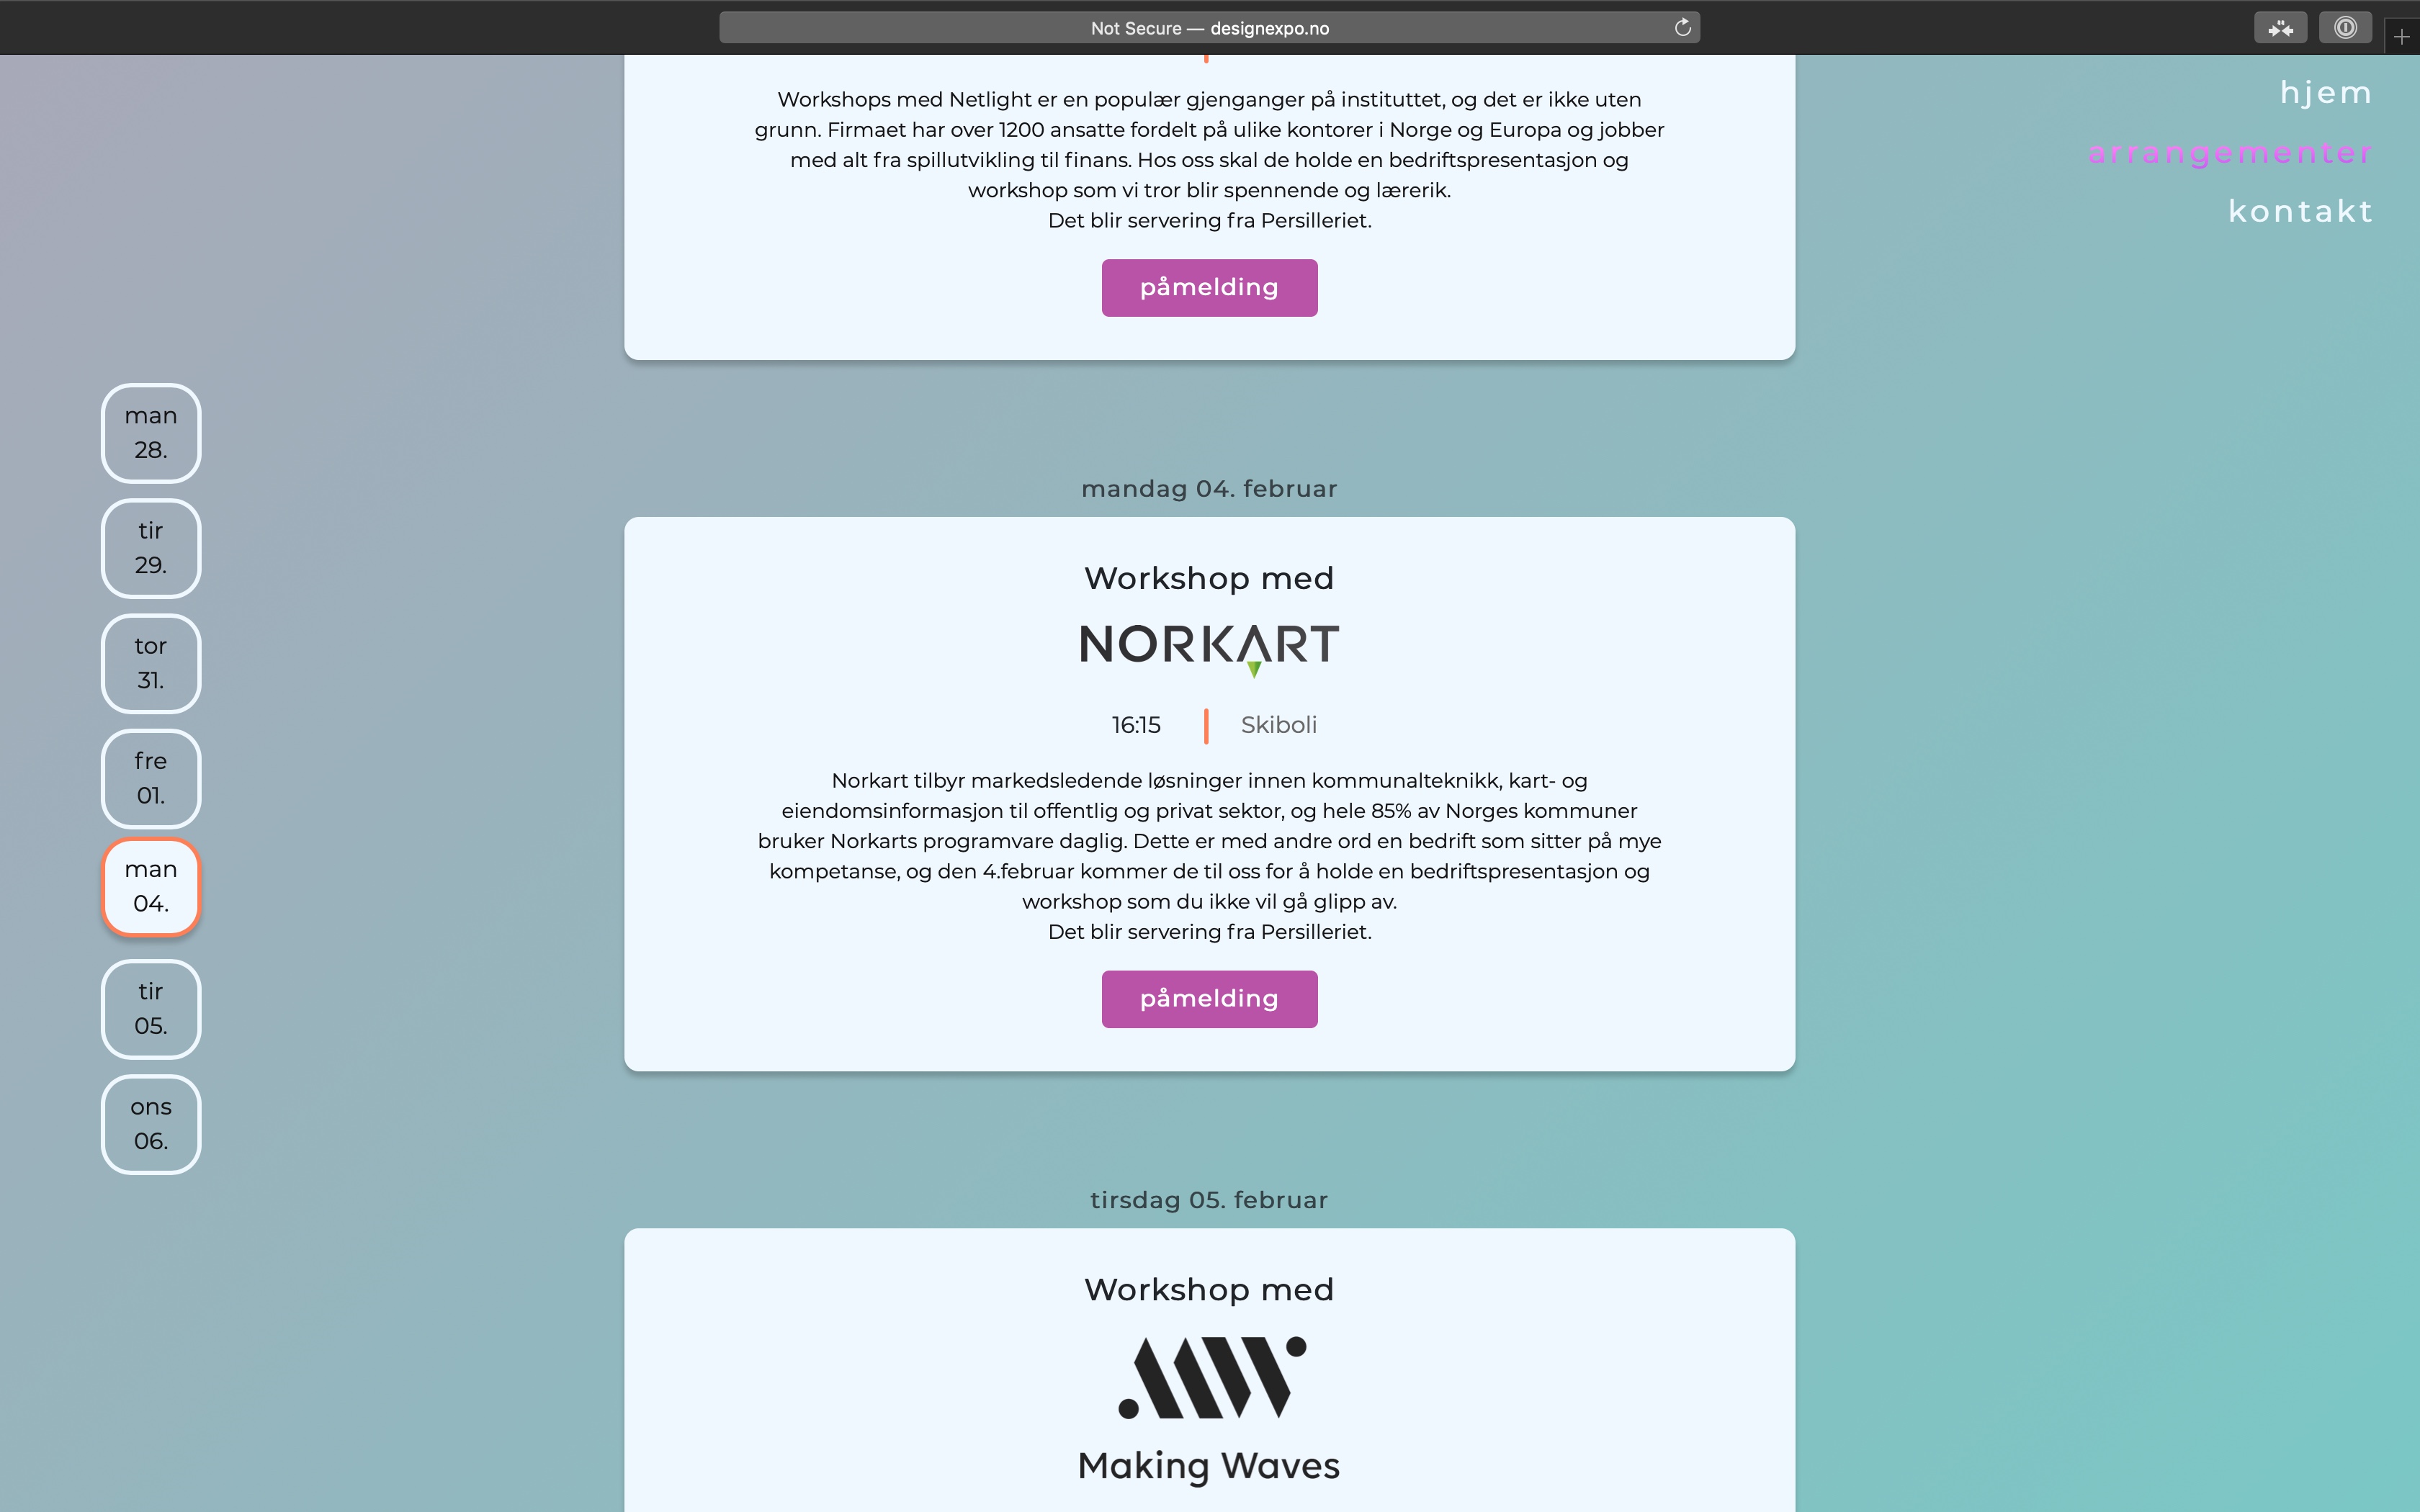 Not Secure — designexpo.no
hjem
arrangementer
kontakt
Workshops med Netlight er en populær gjenganger på instituttet, og det er ikke uten
grunn. Firmaet har over 1200 ansatte fordelt på ulike kontorer i Norge og Europa og jobber
med alt fra spillutvikling til finans. Hos oss skal de holde en bedriftspresentasjon og
workshop som vi tror blir spennende og lærerik.
Det blir servering fra Persilleriet.
påmelding
man
28.
tir
29.
tor
31.
fre
01.
man
04.
tir
05.
ons
06.
mandag 04. februar
Workshop med
NORKART
16:15
Skiboli
Norkart tilbyr markedsledende løsninger innen kommunalteknikk, kart- og
eiendomsinformasjon til offentlig og privat sektor, og hele 85% av Norges kommuner
bruker Norkarts programvare daglig. Dette er med andre ord en bedrift som sitter på mye
kompetanse, og den 4.februar kommer de til oss for å holde en bedriftspresentasjon og
workshop som du ikke vil gå glipp av.
Det blir servering fra Persilleriet.
påmelding
tirsdag 05. februar
Workshop med
Making Waves